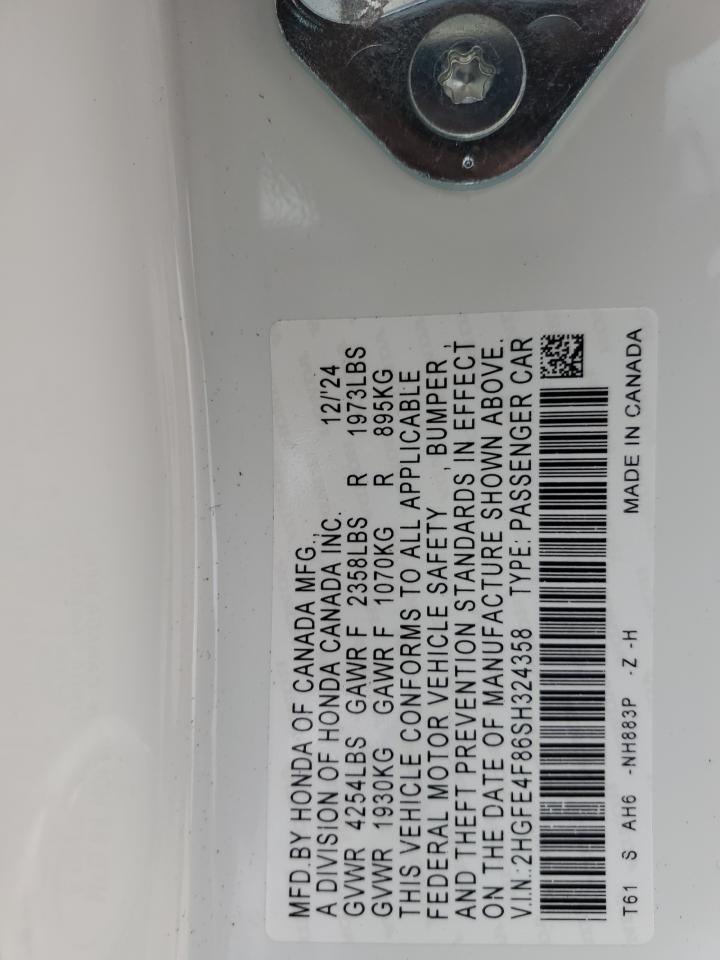 MFD.BY HONDA OF CANADA MFG.,
A DIVISION OF HONDA CANADA INC. 12/'24
GVWR 4254LBS GAWR F 2358LBS R 1973LBS
GVWR 1930KG GAWR F 1070KG R 895KG
THIS VEHICLE CONFORMS TO ALL APPLICABLE
FEDERAL MOTOR VEHICLE SAFETY, BUMPER,
AND THEFT PREVENTION STANDARDS IN EFFECT
ON THE DATE OF MANUFACTURE SHOWN ABOVE.
V.I.N:2HGFE4F86SH324358 TYPE: PASSENGER CAR
T61 S AH6 -NH883P -Z -H MADE IN CANADA